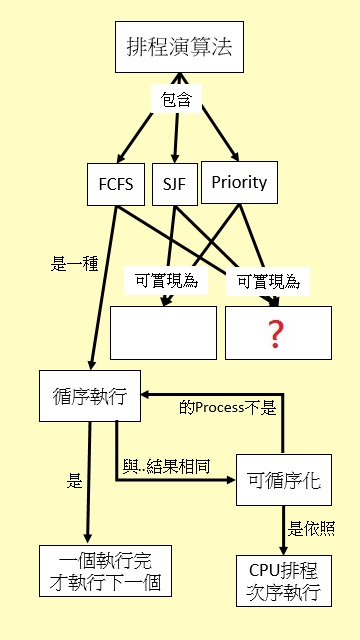 排程演算法
包含
FCFS
SJF
Priority
是一種
可實現為
可實現為
?
循序執行
的Process不是
是
與..結果相同
可循序化
是依照
一個執行完
才執行下一個
CPU排程
次序執行